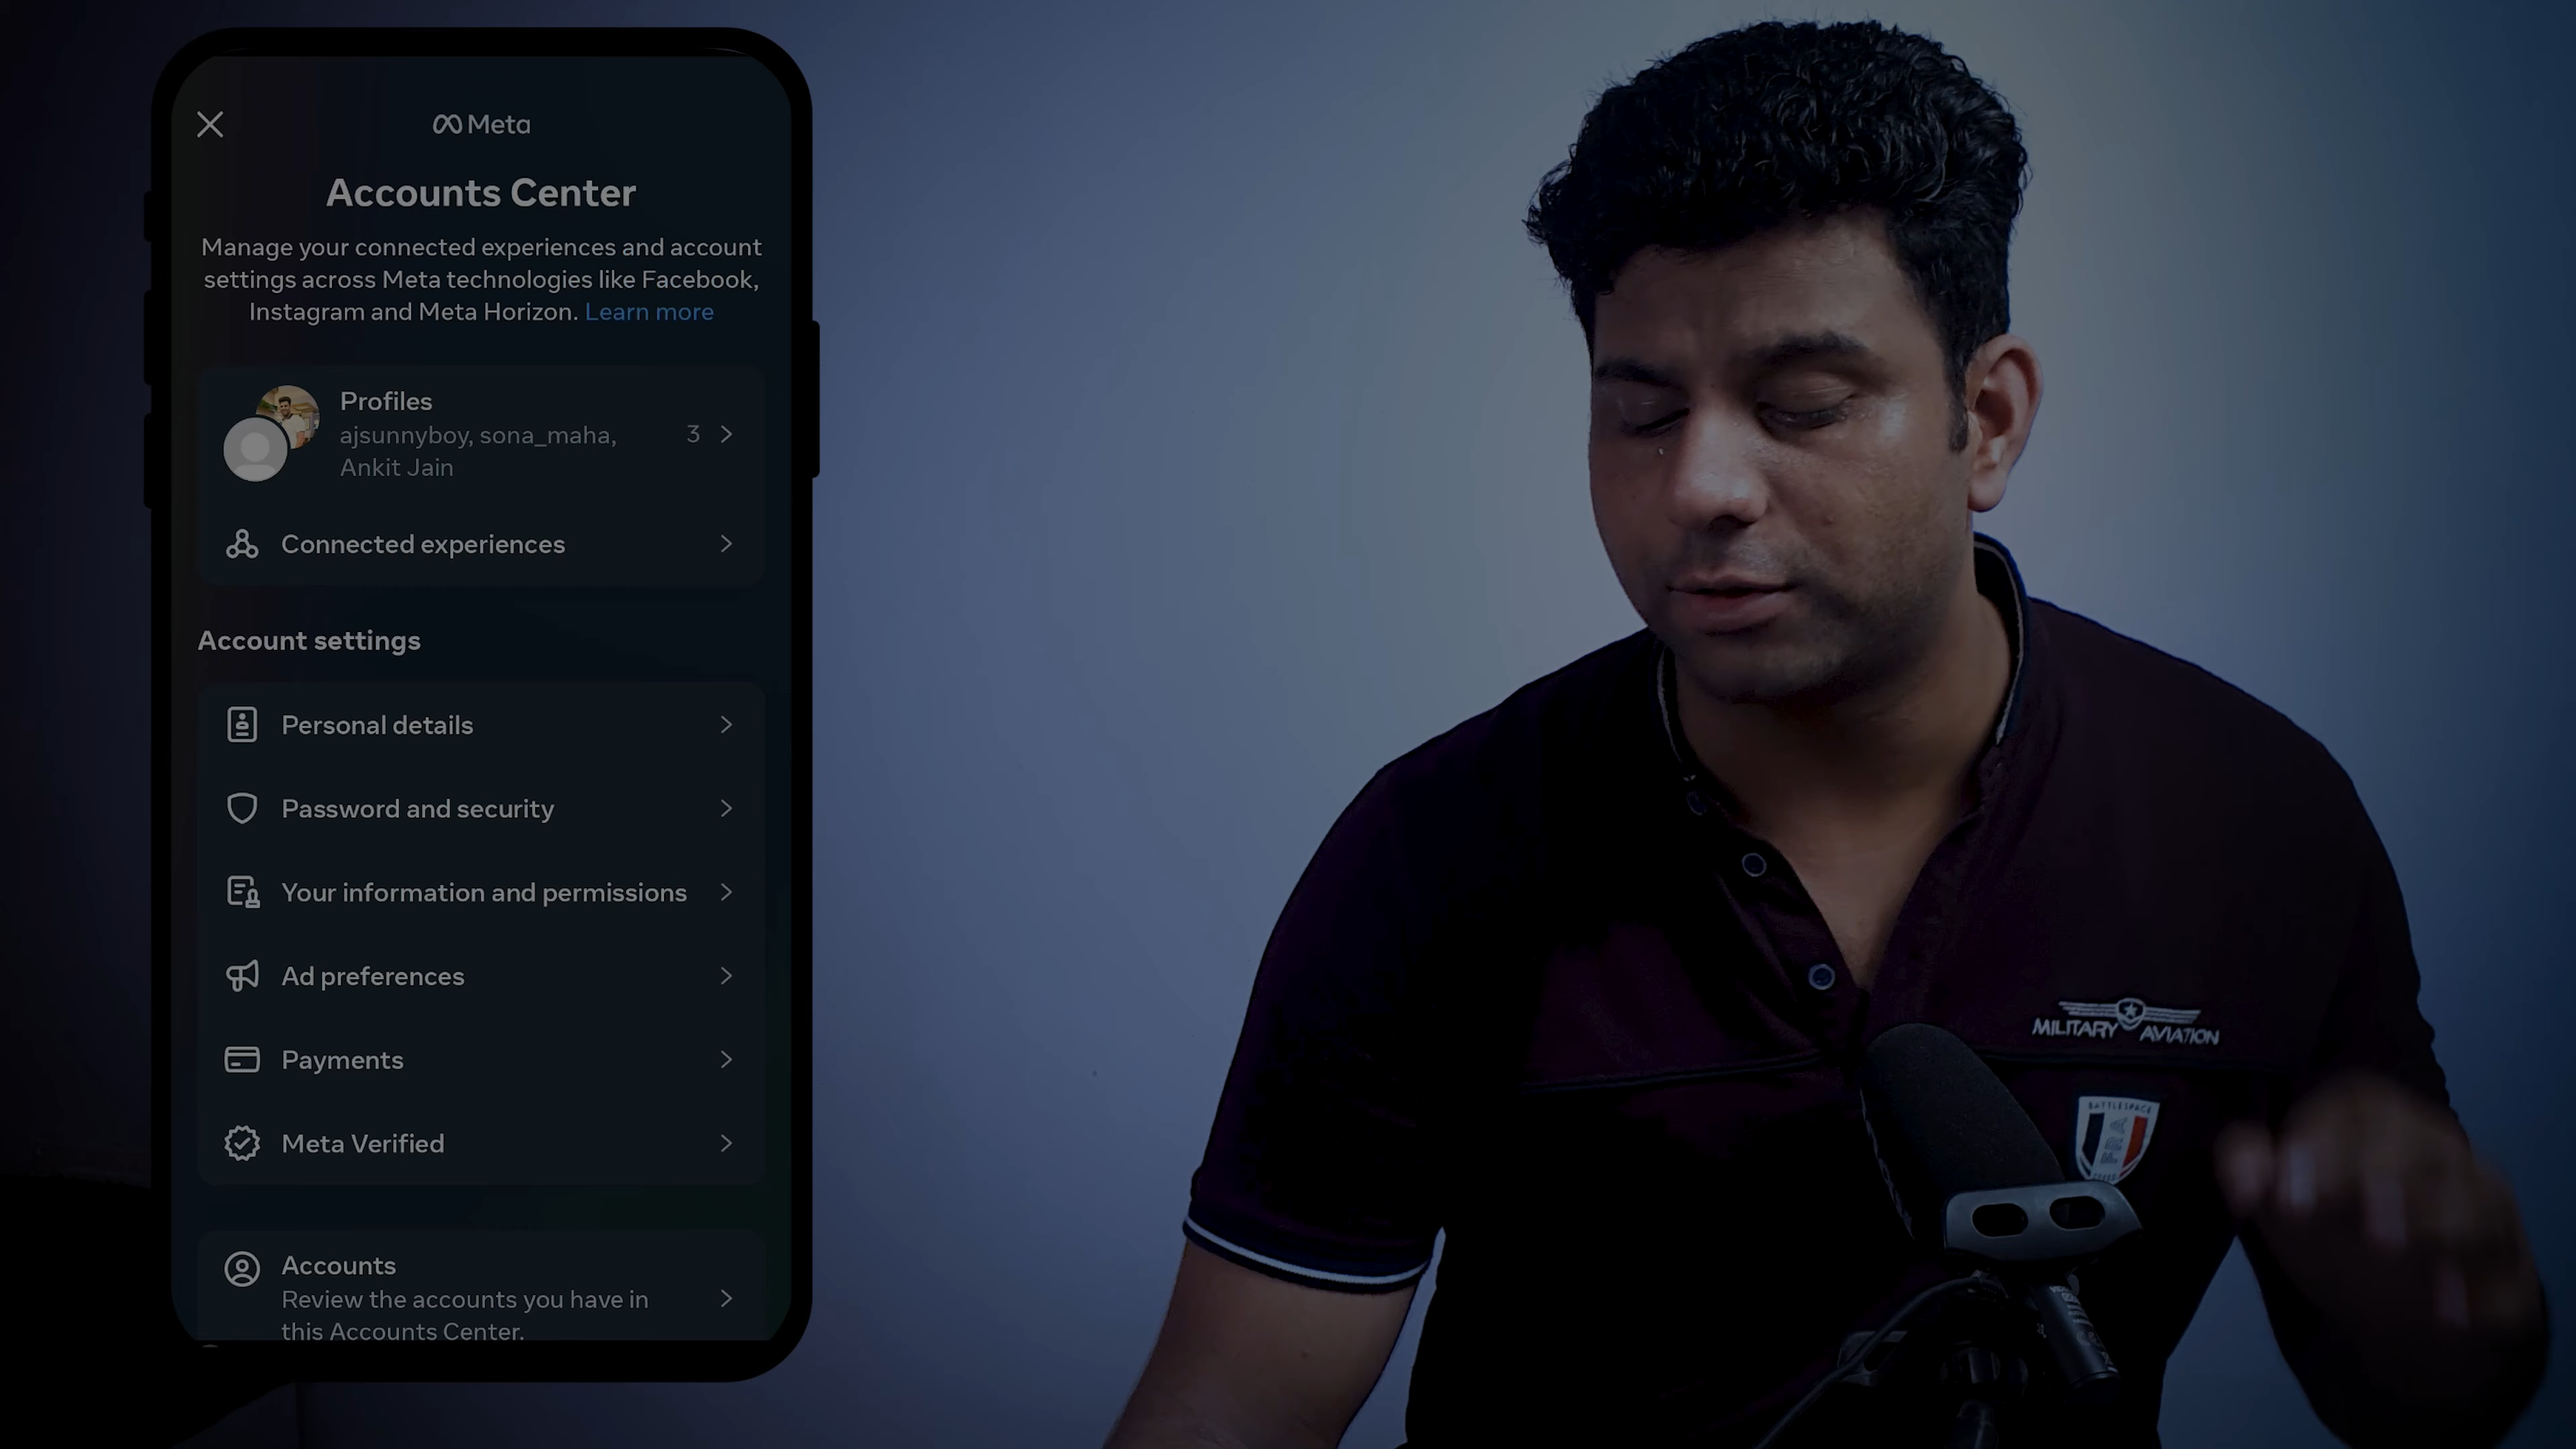 Meta
Accounts Center
Manage your connected experiences and account
settings across Meta technologies like Facebook,
Instagram and Meta Horizon. Learn more
Profiles
ajsunnyboy, sona_maha,
Ankit Jain
3
Connected experiences
Account settings
Personal details
Password and security
Your information and permissions
Ad preferences
Payments
Meta Verified
Accounts
Review the accounts you have in
this Accounts Center.
MILITARY AVIATION
BATTLESPACE